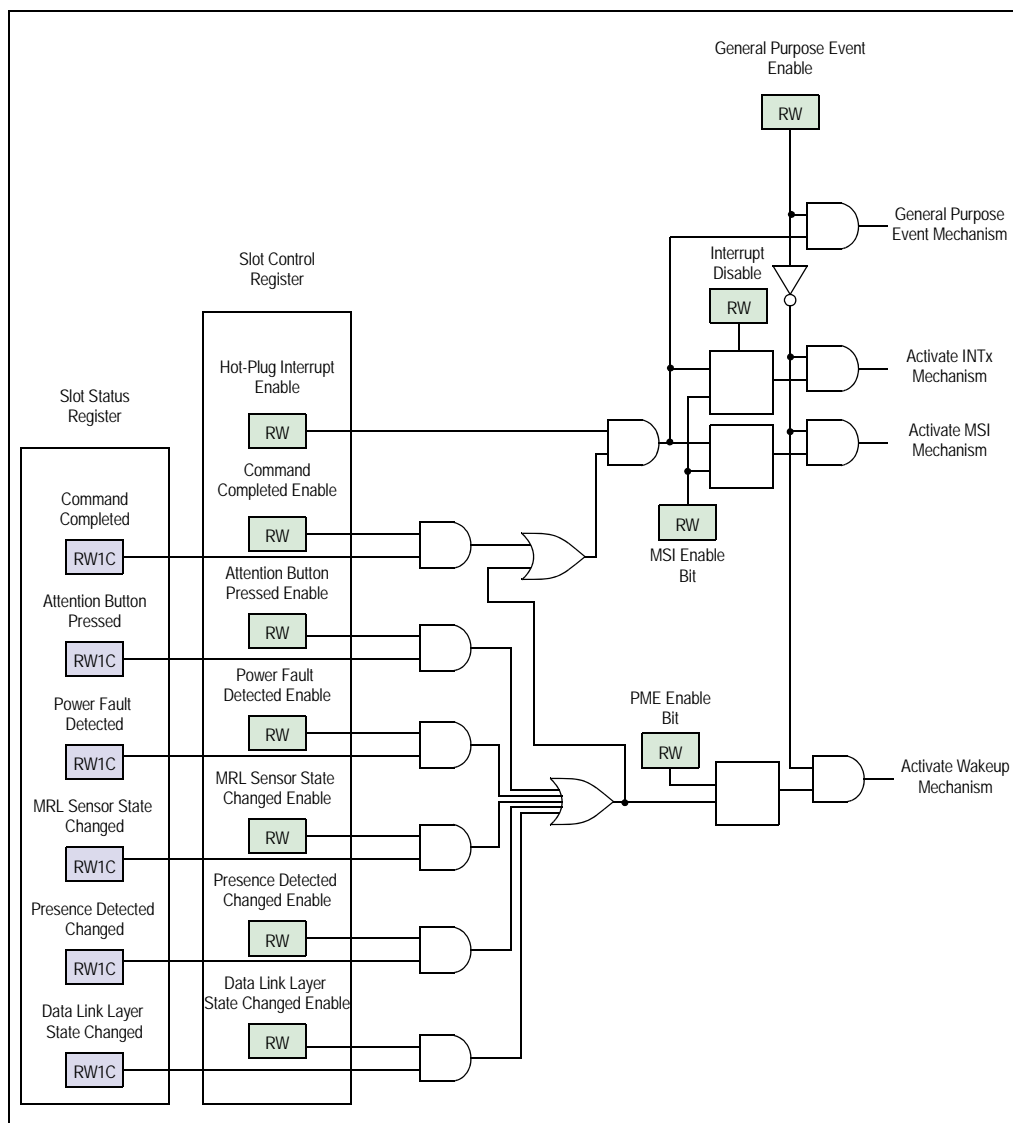 General Purpose Event
Enable
RW
General Purpose
Event Mechanism
Interrupt
Disable
RW
Slot Control
Register
Hot-Plug Interrupt
Enable
RW
Activate INTx
Mechanism
Slot Status
Register
Activate MSI
Mechanism
Command
Completed Enable
RW
RW
MSI Enable
Bit
Command
Completed
RW1C
Attention Button
Pressed Enable
RW
Attention Button
Pressed
RW1C
Power Fault
Detected Enable
RW
PME Enable
Bit
RW
Power Fault
Detected
RW1C
Activate Wakeup
Mechanism
MRL Sensor State
Changed Enable
RW
MRL Sensor State
Changed
RW1C
Presence Detected
Changed Enable
RW
Presence Detected
Changed
RW1C
Data Link Layer
State Changed Enable
RW
Data Link Layer
State Changed
RW1C